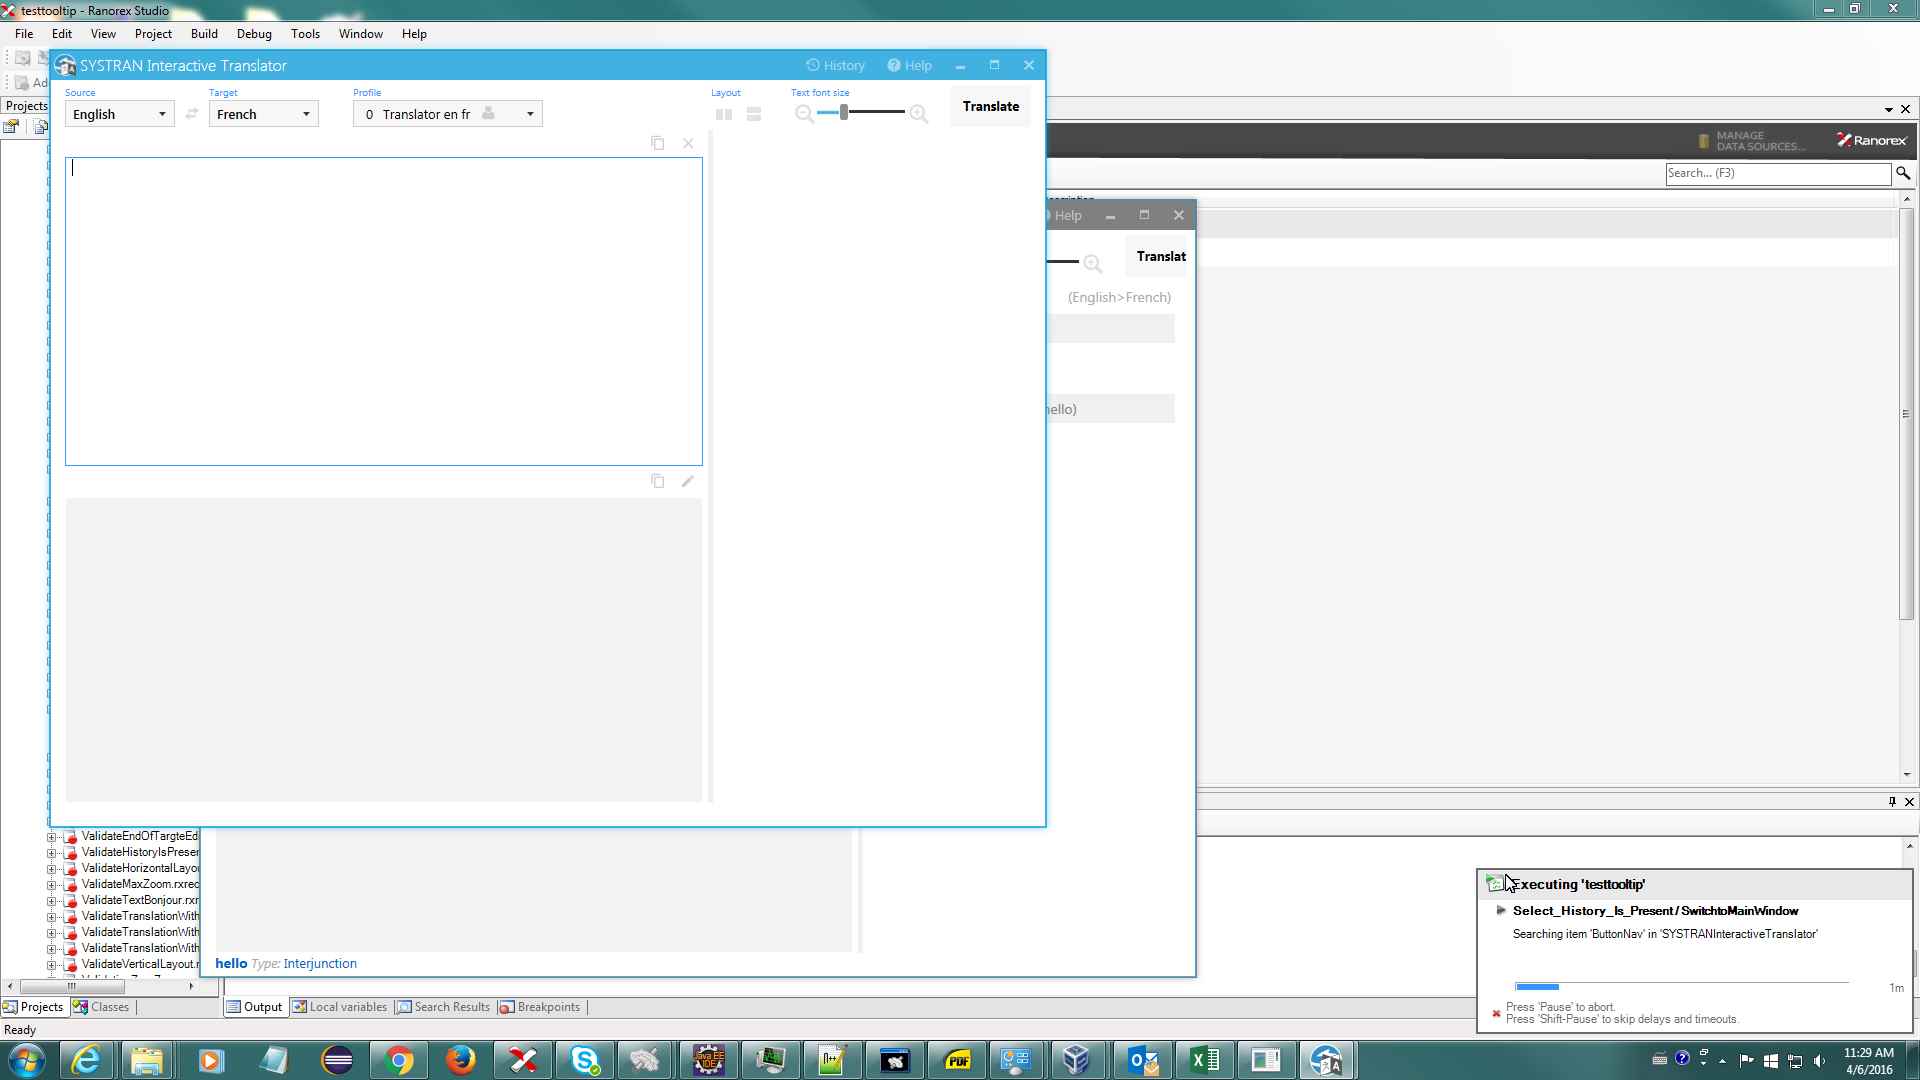 testtooltip - Ranorex Studio
File Edit View Project Build Debug Tools Window Help
Ad
Projects
SYSTRAN Interactive Translator
History Help
Source Target Profile Layout Text font size
English French 0 Translator en fr Translate
MANAGE
DATA SOURCES...
Ranorex
Search... (F3)
Help
Translat
(English>French)
hello)
ValidateEndOfTargteEd
ValidateHistoryIsPreser
ValidateHorizontalLayo
ValidateMaxZoom.rxrec
ValidateTextBonjour.rxr
ValidateTranslationWith
ValidateTranslationWith
ValidateTranslationWith
ValidateVerticalLayout.r
hello Type: Interjunction
Executing 'testtooltip'
Select_History_Is_Present / SwitchtoMainWindow
Searching item 'ButtonNav' in 'SYSTRANInteractiveTranslator'
1m
Press 'Pause' to abort.
Press 'Shift-Pause' to skip delays and timeouts.
Projects Classes
Output Local variables Search Results Breakpoints
Ready
Java EE
IDE
PDF
11:29 AM
4/6/2016